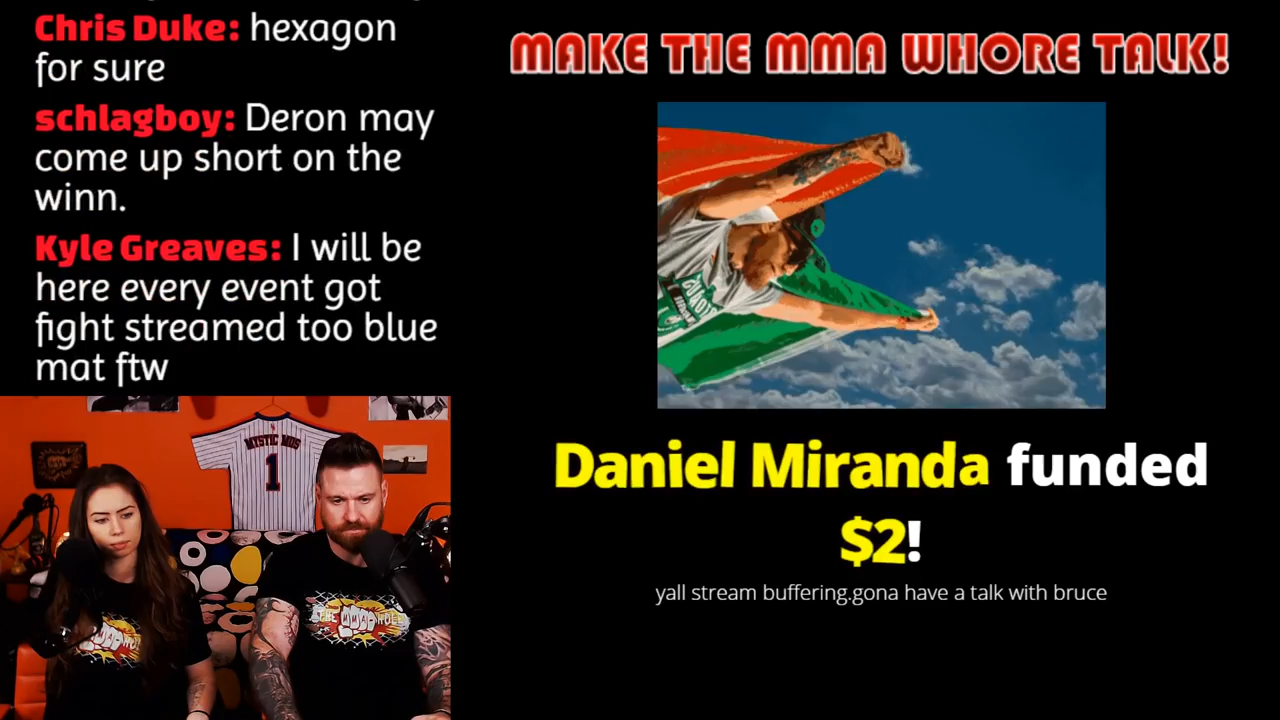 Chris Duke: hexagon
for sure
schlagboy: Deron may
come up short on the
winn.
Kyle Greaves: I will be
here every event got
fight streamed too blue
mat ftw
MAKE THE MMA WHORE TALK!
Daniel Miranda funded
$2!
yall stream buffering.gona have a talk with bruce
MYSTIC
1